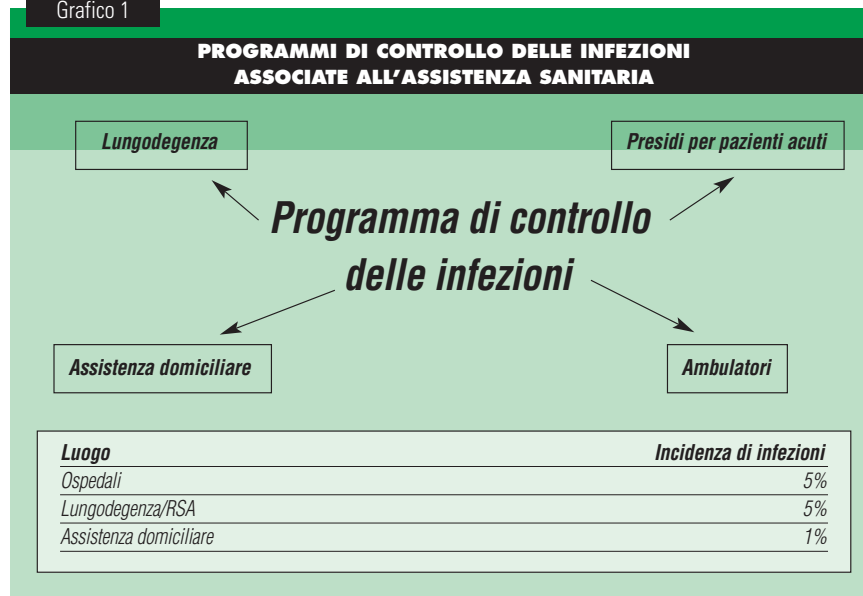 Grafico 1
PROGRAMMI DI CONTROLLO DELLE INFEZIONI
ASSOCIATE ALL'ASSISTENZA SANITARIA
Lungodegenza
Presidi per pazienti acuti
Programma di controllo
delle infezioni
Assistenza domiciliare
Ambulatori
Luogo Incidenza di infezioni
Ospedali 5%
Lungodegenza/RSA 5%
Assistenza domiciliare 1%